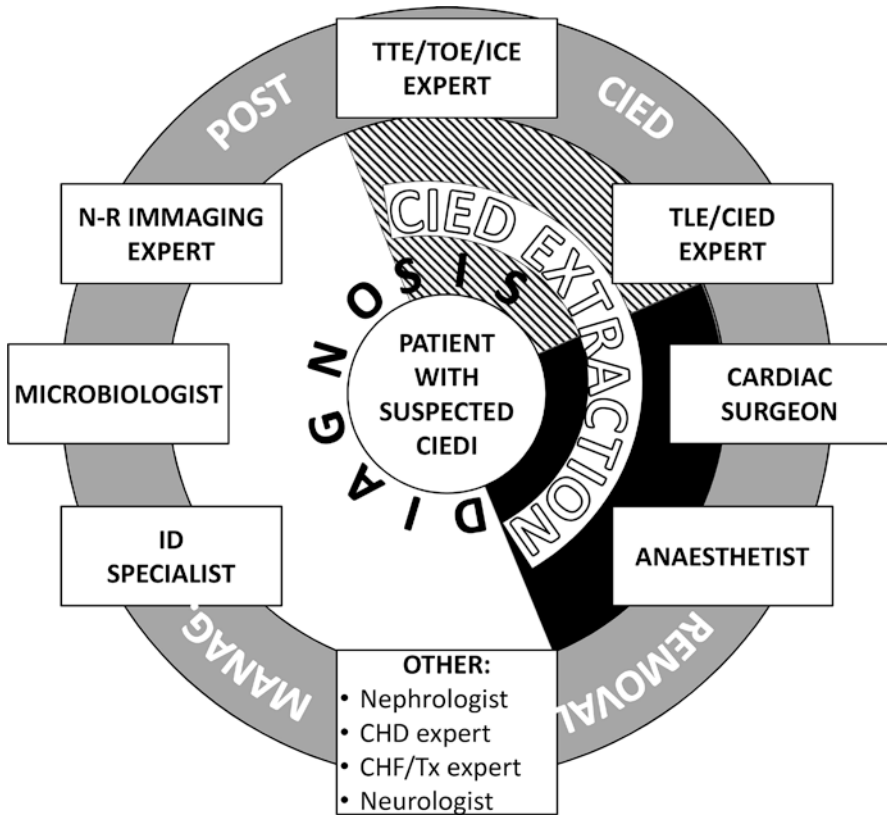 TTE/TOE/ICE
EXPERT
POST
CIED
N-R IMMAGING
EXPERT
TLE/CIED
EXPERT
CIED EXTRACTION
DIAGNOSIS
PATIENT
WITH
SUSPECTED
CIEDI
MICROBIOLOGIST
CARDIAC
SURGEON
ID
SPECIALIST
ANAESTHETIST
MANAG.
REMOVAL
OTHER:
• Nephrologist
• CHD expert
• CHF/Tx expert
• Neurologist